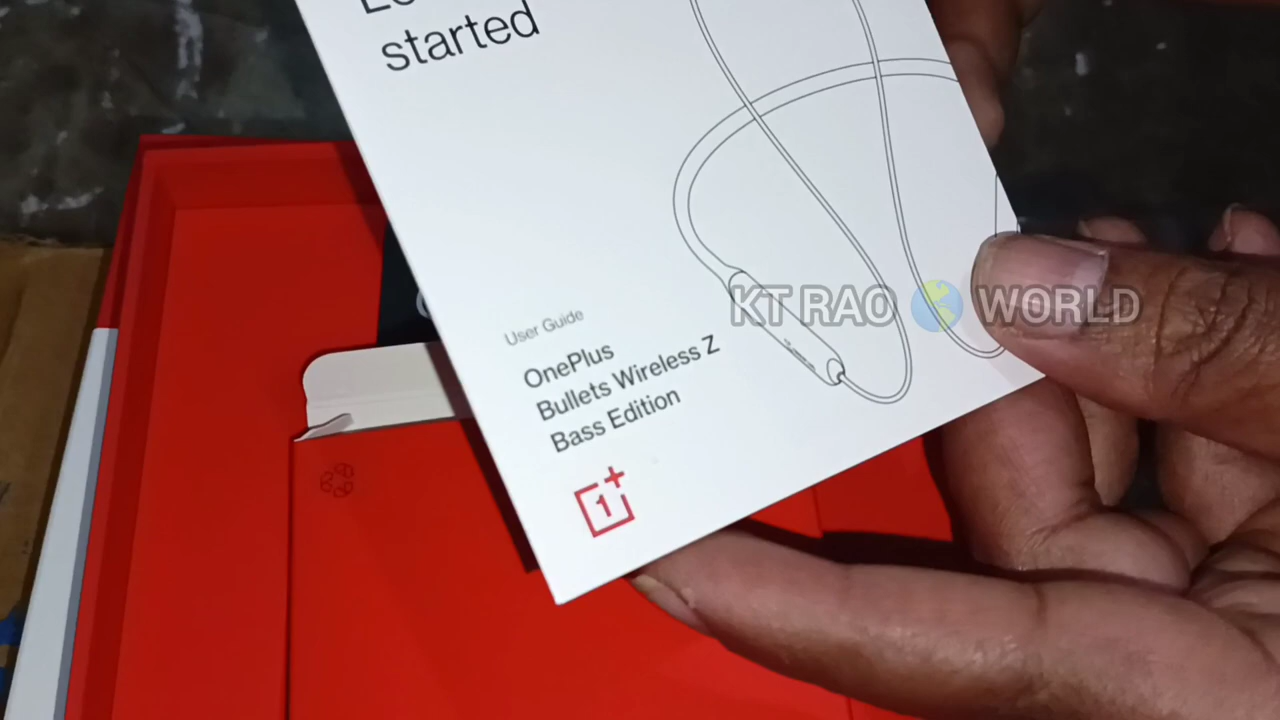 started
User Guide
OnePlus
Bullets Wireless Z
Bass Edition
1+
KT RAO WORLD